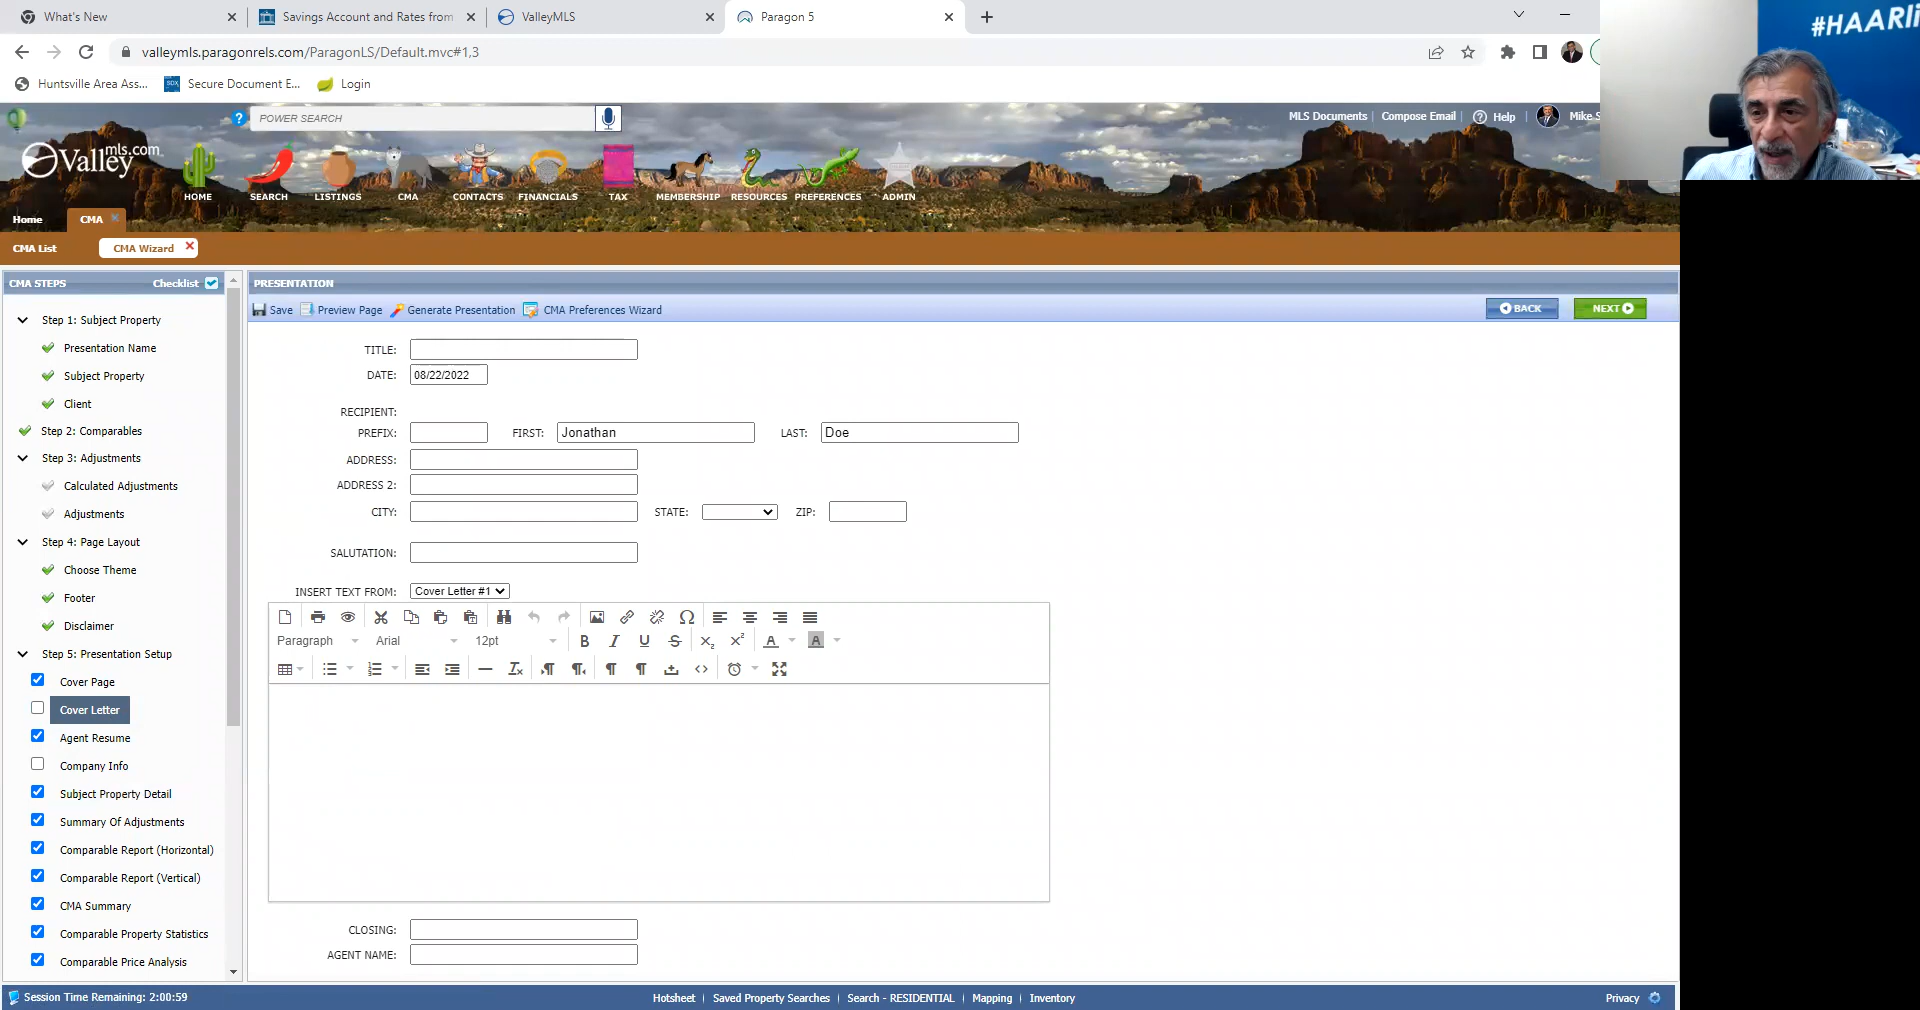 What's New
Savings Account and Rates from
ValleyMLS
Paragon 5
valleymls.paragonrels.com/ParagonLS/Default.mvc#1,3
Huntsville Area Ass...
Secure Document E...
Login
#HAARli
POWER SEARCH
MLS Documents
Compose Email
Help
Mike S
Valley mls.com
HOME
SEARCH
LISTINGS
CMA
CONTACTS
FINANCIALS
TAX
MEMBERSHIP
RESOURCES
PREFERENCES
ADMIN
Home
CMA
CMA List
CMA Wizard
CMA STEPS
Checklist
Step 1: Subject Property
Presentation Name
Subject Property
Client
Step 2: Comparables
Step 3: Adjustments
Calculated Adjustments
Adjustments
Step 4: Page Layout
Choose Theme
Footer
Disclaimer
Step 5: Presentation Setup
Cover Page
Cover Letter
Agent Resume
Company Info
Subject Property Detail
Summary Of Adjustments
Comparable Report (Horizontal)
Comparable Report (Vertical)
CMA Summary
Comparable Property Statistics
Comparable Price Analysis
PRESENTATION
Save
Preview Page
Generate Presentation
CMA Preferences Wizard
BACK
NEXT
TITLE:
DATE: 08/22/2022
RECIPIENT:
PREFIX: FIRST: Jonathan LAST: Doe
ADDRESS:
ADDRESS 2:
CITY: STATE: ZIP:
SALUTATION:
INSERT TEXT FROM: Cover Letter #1
Paragraph Arial 12pt
CLOSING:
AGENT NAME:
Session Time Remaining: 2:00:59
Hotsheet | Saved Property Searches | Search - RESIDENTIAL | Mapping | Inventory
Privacy